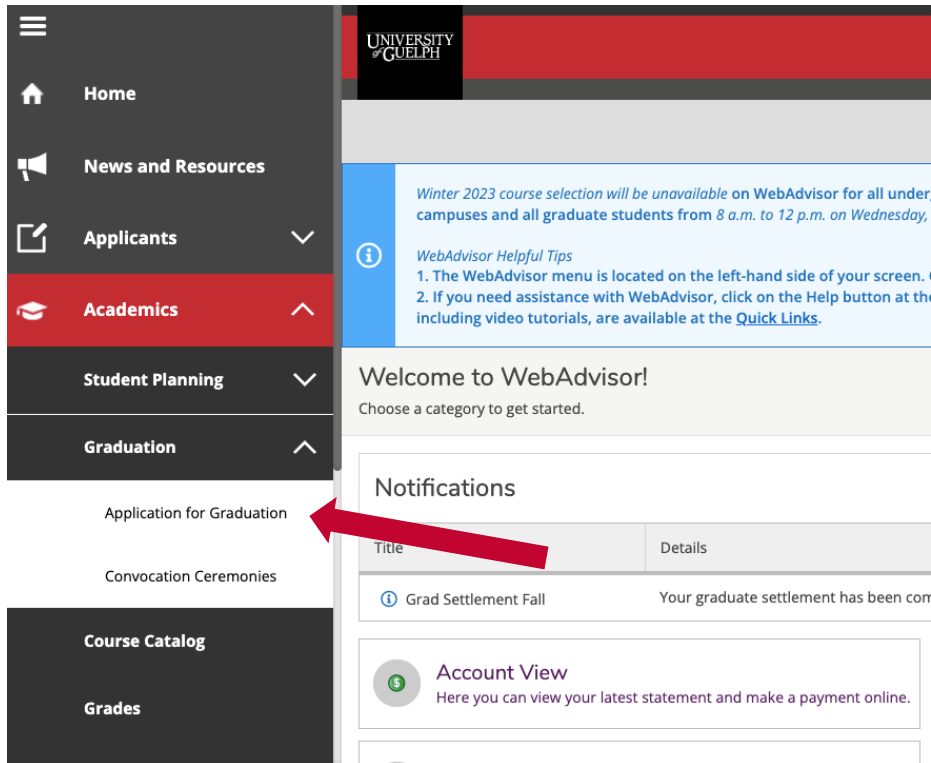 Home
News and Resources
Applicants
Academics
Student Planning
Graduation
Application for Graduation
Convocation Ceremonies
Course Catalog
Grades
UNIVERSITY
of GUELPH
Winter 2023 course selection will be unavailable on WebAdvisor for all under
campuses and all graduate students from 8 a.m. to 12 p.m. on Wednesday,
WebAdvisor Helpful Tips
1. The WebAdvisor menu is located on the left-hand side of your screen.
2. If you need assistance with WebAdvisor, click on the Help button at the
including video tutorials, are available at the Quick Links.
Welcome to WebAdvisor!
Choose a category to get started.
Notifications
Title Details
Grad Settlement Fall Your graduate settlement has been com
Account View
Here you can view your latest statement and make a payment online.